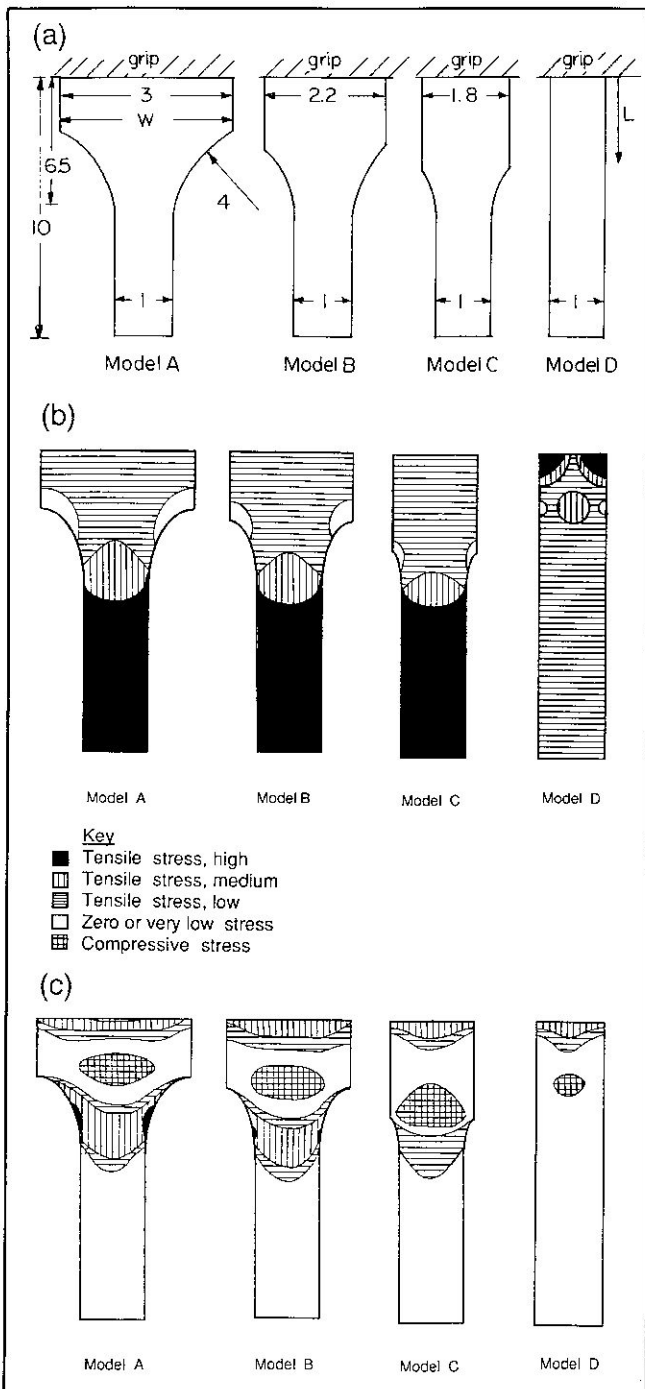 (a)
grip grip grip grip
3 2.2 1.8
W L
6.5
4
10
1 1 1 1
Model A Model B Model C Model D
(b)
Model A Model B Model C Model D
Key
Tensile stress, high
Tensile stress, medium
Tensile stress, low
Zero or very low stress
Compressive stress
(c)
Model A Model B Model C Model D